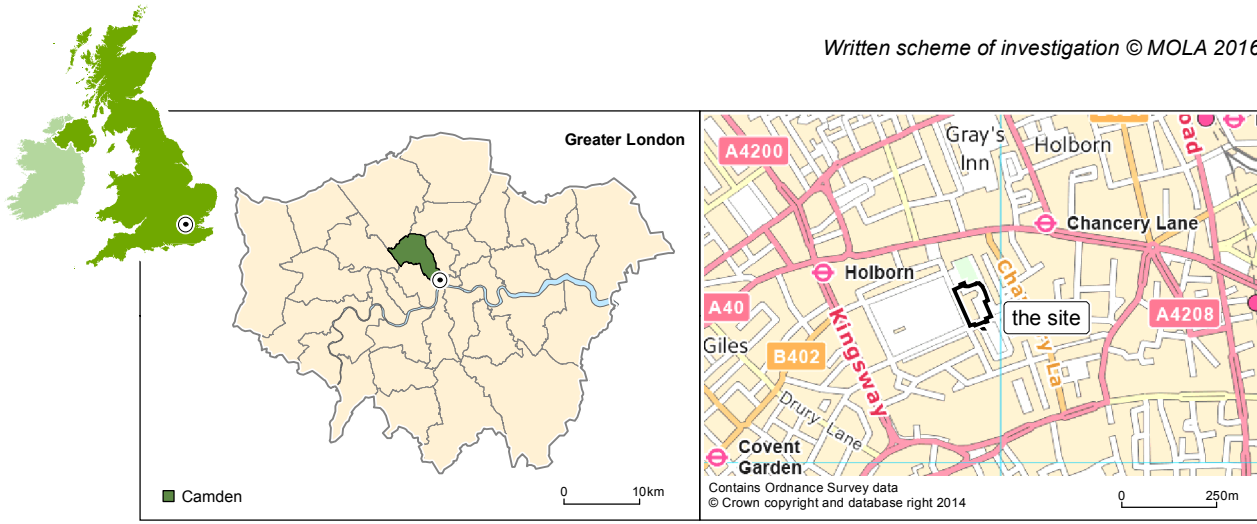 Written scheme of investigation © MOLA 2016
Greater London
Camden
0 10km
A4200
Gray's
Inn
Holborn
Chancery Lane
Holborn
A40
the site
A4208
Giles
B402
Kingsway
Drury Lane
Covent
Garden
Contains Ordnance Survey data
© Crown copyright and database right 2014
0 250m